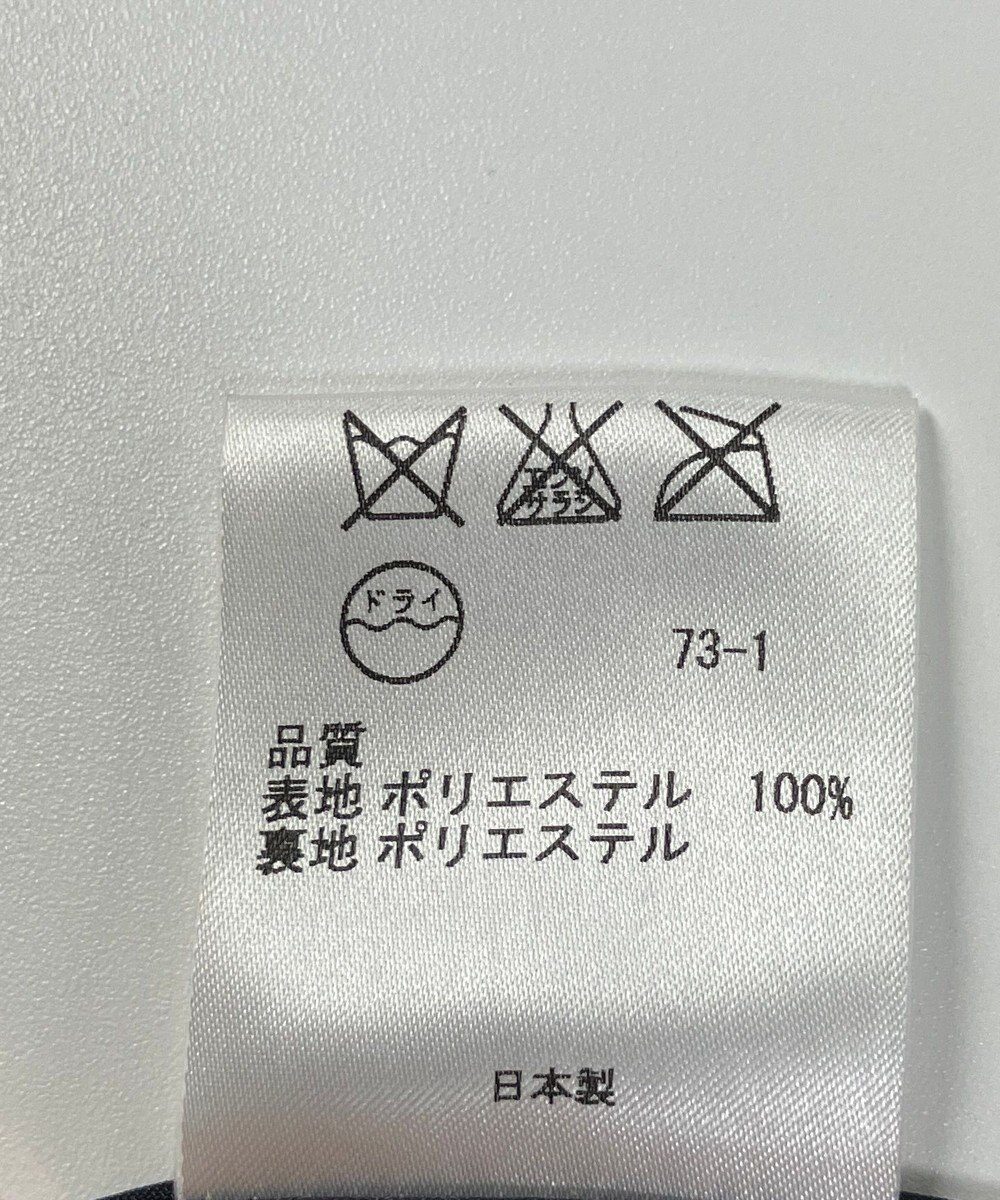 エンソ
サラシ
ドライ
73-1
品質
表地 ポリエステル 100%
裏地 ポリエステル
日本製